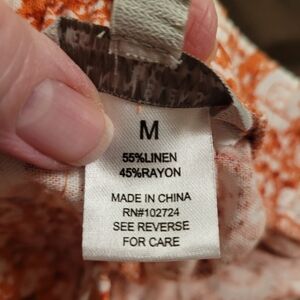 M
55%LINEN
45%RAYON
MADE IN CHINA
RN#102724
SEE REVERSE
FOR CARE